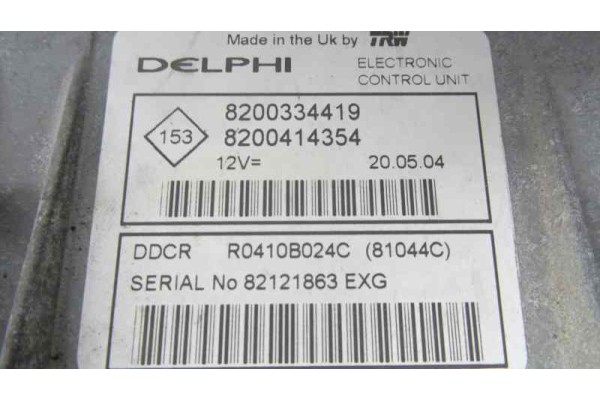 Made in the Uk by TRW
DELPHI ELECTRONIC
CONTROL UNIT
153 8200334419
8200414354
12V= 20.05.04
DDCR R0410B024C (81044C)
SERIAL No 82121863 EXG